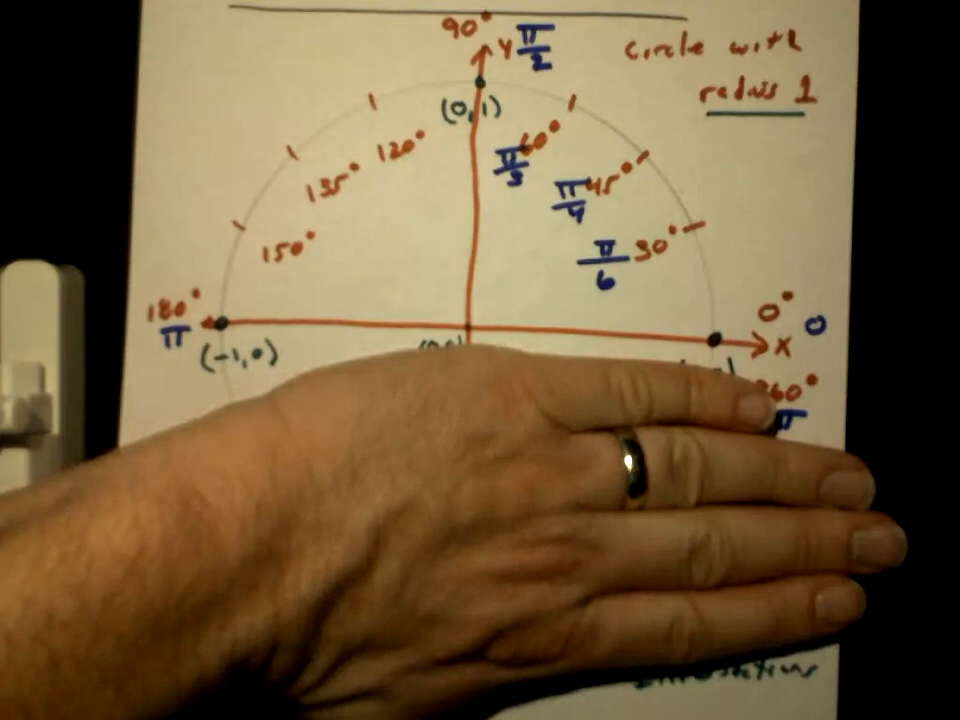 90° y π/2
circle with
radius 1
(0,1)
120° π/3 60°
135° π/4 45°
150° π/6 30°
180° 0° 0
π x
(-1,0)
360°
π